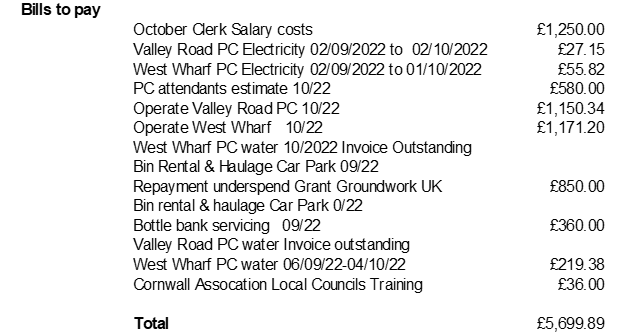 Bills to pay
October Clerk Salary costs £1,250.00
Valley Road PC Electricity 02/09/2022 to 02/10/2022 £27.15
West Wharf PC Electricity 02/09/2022 to 01/10/2022 £55.82
PC attendants estimate 10/22 £580.00
Operate Valley Road PC 10/22 £1,150.34
Operate West Wharf 10/22 £1,171.20
West Wharf PC water 10/2022 Invoice Outstanding
Bin Rental & Haulage Car Park 09/22
Repayment underspend Grant Groundwork UK £850.00
Bin rental & haulage Car Park 0/22
Bottle bank servicing 09/22 £360.00
Valley Road PC water Invoice outstanding
West Wharf PC water 06/09/22-04/10/22 £219.38
Cornwall Assocation Local Councils Training £36.00
Total £5,699.89